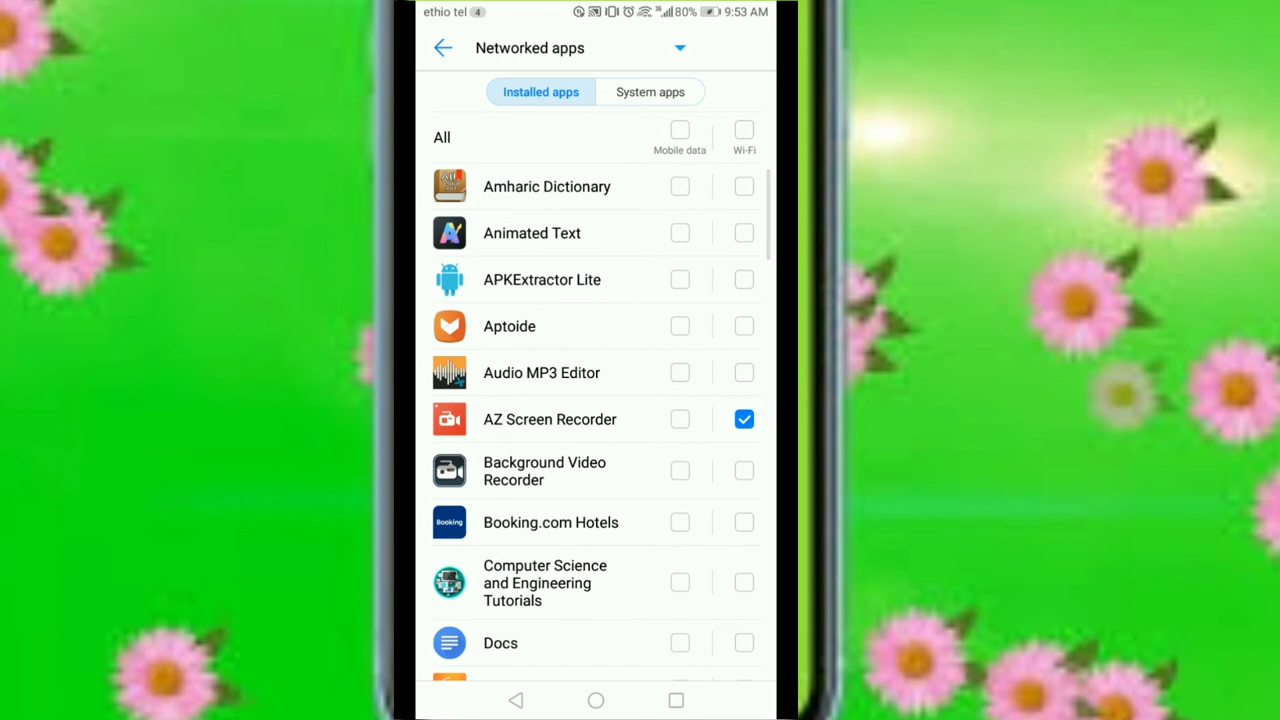 ethio tel 4 80% 9:53 AM
Networked apps
Installed apps System apps
All Mobile data Wi-Fi
Amharic Dictionary
Animated Text
APKExtractor Lite
Aptoide
Audio MP3 Editor
AZ Screen Recorder
Background Video
Recorder
Booking Booking.com Hotels
Computer Science
and Engineering
Tutorials
Docs